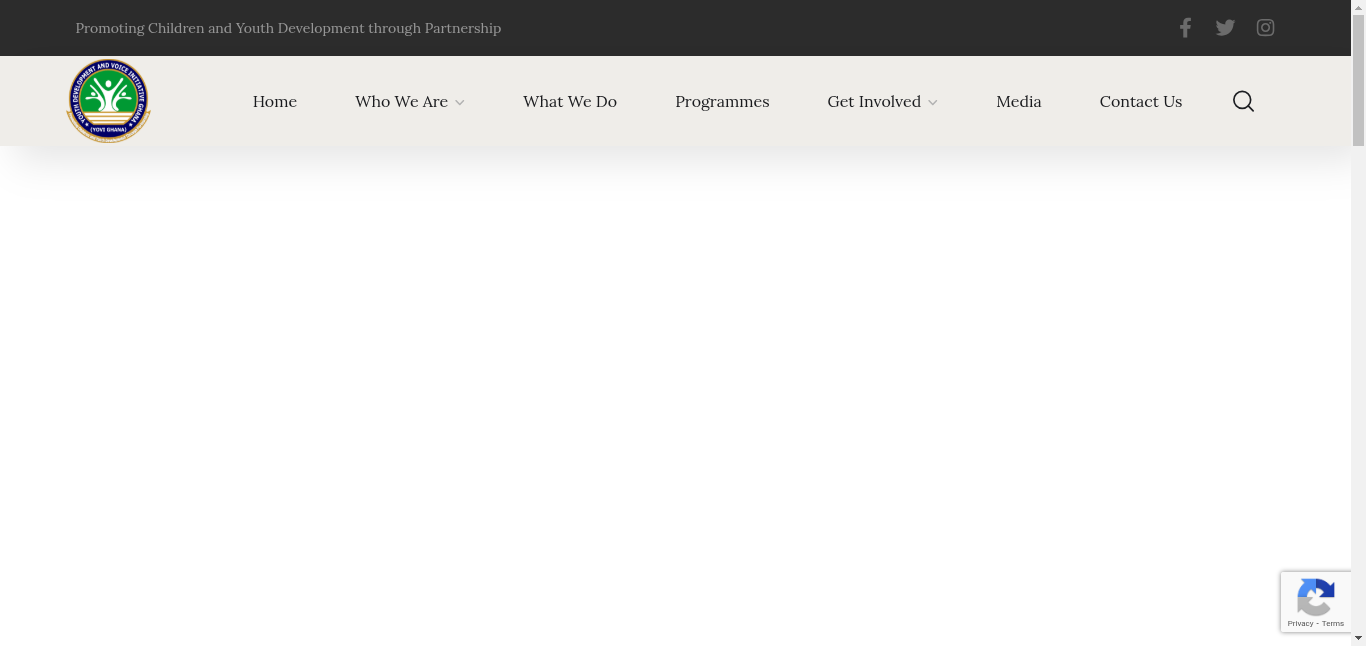 Promoting Children and Youth Development through Partnership
YOUTH DEVELOPMENT AND VOICE INITIATIVE GHANA
(YOVI GHANA)
Home
Who We Are
What We Do
Programmes
Get Involved
Media
Contact Us
Privacy - Terms